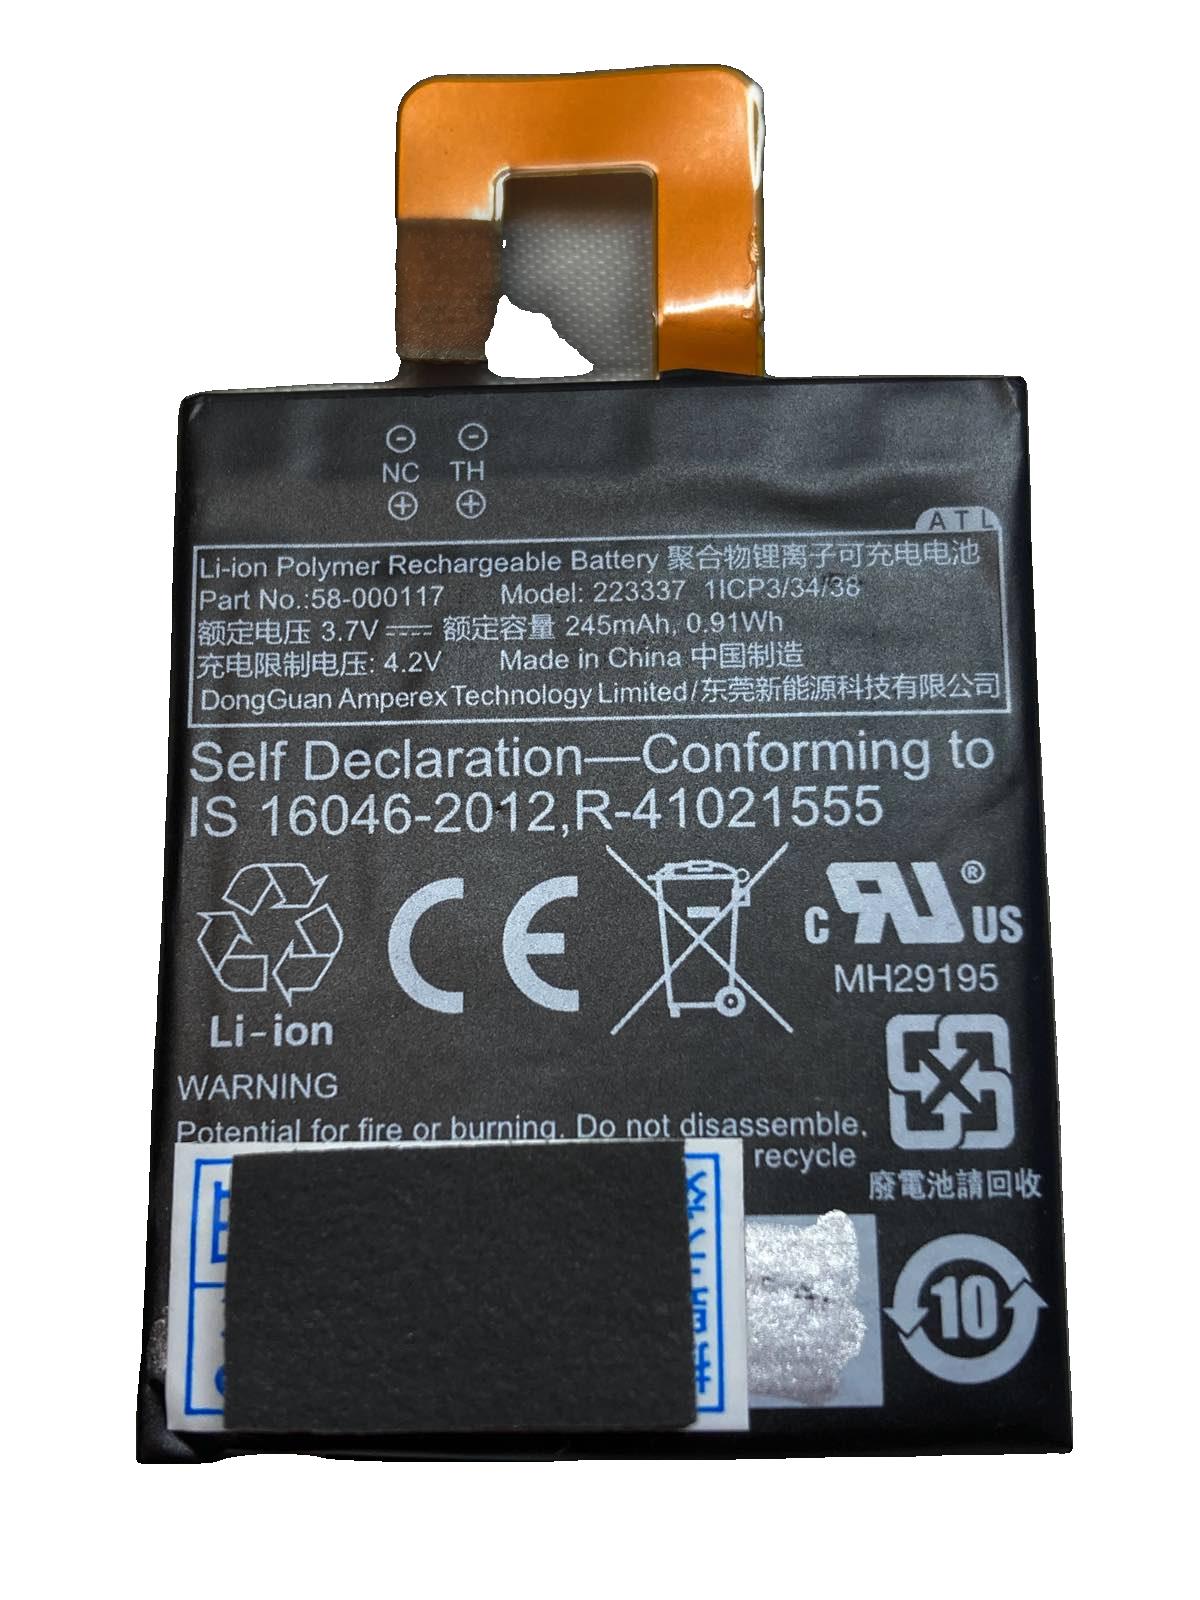 NC TH
ATL
Li-ion Polymer Rechargeable Battery 聚合物锂离子可充电电池
Part No.:58-000117 Model: 223337 1ICP3/34/38
额定电压 3.7V 额定容量 245mAh, 0.91Wh
充电限制电压: 4.2V Made in China 中国制造
DongGuan Amperex Technology Limited/东莞新能源科技有限公司
Self Declaration—Conforming to
IS 16046-2012,R-41021555
CE
c RU ® US
MH29195
Li-ion
WARNING
Potential for fire or burning. Do not disassemble.
recycle
廢電池請回收
10